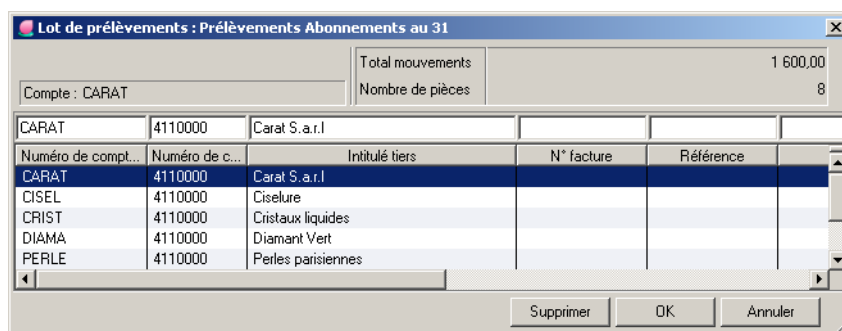 Lot de prélèvements : Prélèvements Abonnements au 31
Total mouvements 1 600,00
Compte : CARAT Nombre de pièces 8
CARAT 4110000 Carat S.a.r.l
Numéro de compt... Numéro de c... Intitulé tiers N° facture Référence
CARAT 4110000 Carat S.a.r.l
CISEL 4110000 Ciselure
CRIST 4110000 Cristaux liquides
DIAMA 4110000 Diamant Vert
PERLE 4110000 Perles parisiennes
Supprimer OK Annuler